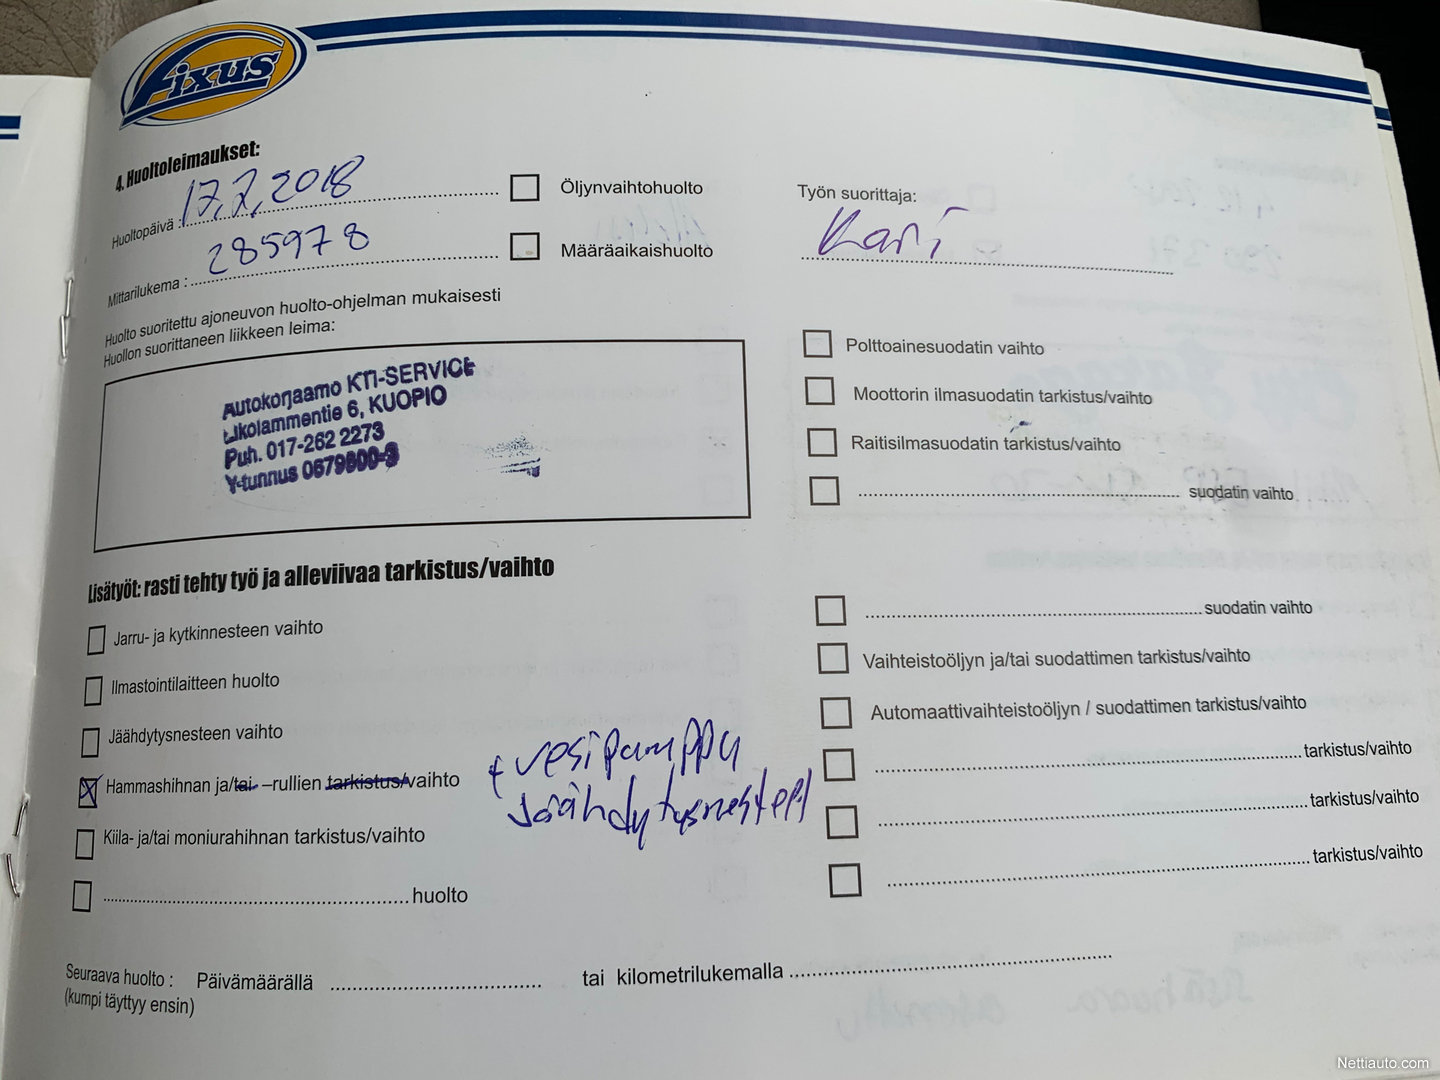 Fixus
4. Huoltoleimaukset:
Huoltopäivä : 17.2.2018
Öljynvaihtohuolto
Työn suorittaja:
Mittarilukema : 285978
Määräaikaishuolto
Kari
Huolto suoritettu ajoneuvon huolto-ohjelman mukaisesti
Huollon suorittaneen liikkeen leima:
Autokorjaamo KTI-SERVICE
Likolammentie 6, KUOPIO
Puh. 017-262 2273
Y-tunnus
Polttoainesuodatin vaihto
Moottorin ilmasuodatin tarkistus/vaihto
Raitisilmasuodatin tarkistus/vaihto
suodatin vaihto
Lisätyöt: rasti tehty työ ja alleviivaa tarkistus/vaihto
Jarru- ja kytkinnesteen vaihto
Ilmastointilaitteen huolto
Jäähdytysnesteen vaihto
Hammashihnan ja/tai -rullien tarkistus/vaihto
+ vesipumppu
Jäähdytysnesteet
Kiila- ja/tai moniurahihnan tarkistus/vaihto
huolto
suodatin vaihto
Vaihteistoöljyn ja/tai suodattimen tarkistus/vaihto
Automaattivaihteistoöljyn / suodattimen tarkistus/vaihto
tarkistus/vaihto
tarkistus/vaihto
tarkistus/vaihto
Seuraava huolto : Päivämäärällä tai kilometrilukemalla
(kumpi täyttyy ensin)
Nettiauto.com